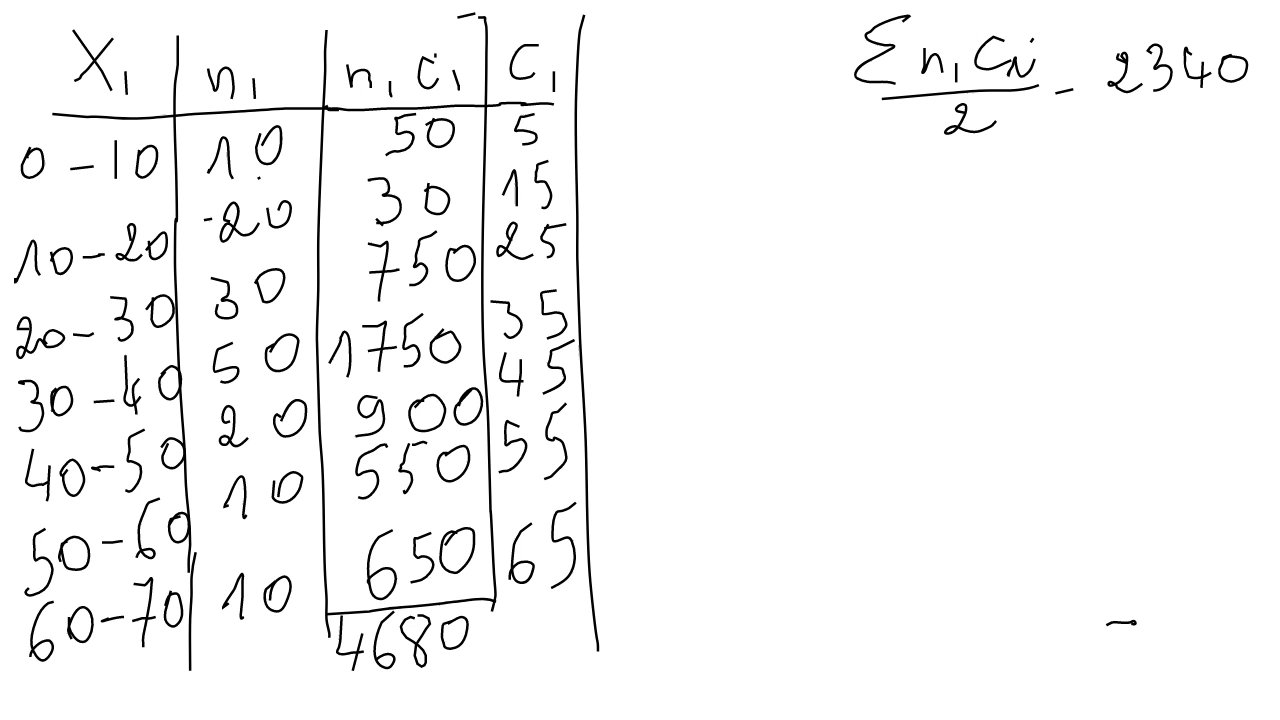 X₁ n₁ n₁ c₁ C₁
0-10 10 50 5
10-20 20 30 15
20-30 30 750 25
30-40 50 1750 35
40-50 20 900 45
50-60 10 550 55
60-70 10 650 65
4680
Σ n₁ Ci
2
- 2340